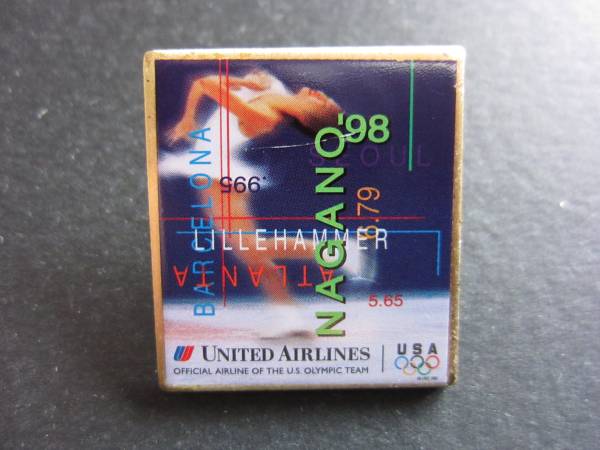 NAGANO '98
SEOUL
BARCELONA
.995
6.79
LILLEHAMMER
ATLANTA
5.65
UNITED AIRLINES
OFFICIAL AIRLINE OF THE U.S. OLYMPIC TEAM
USA